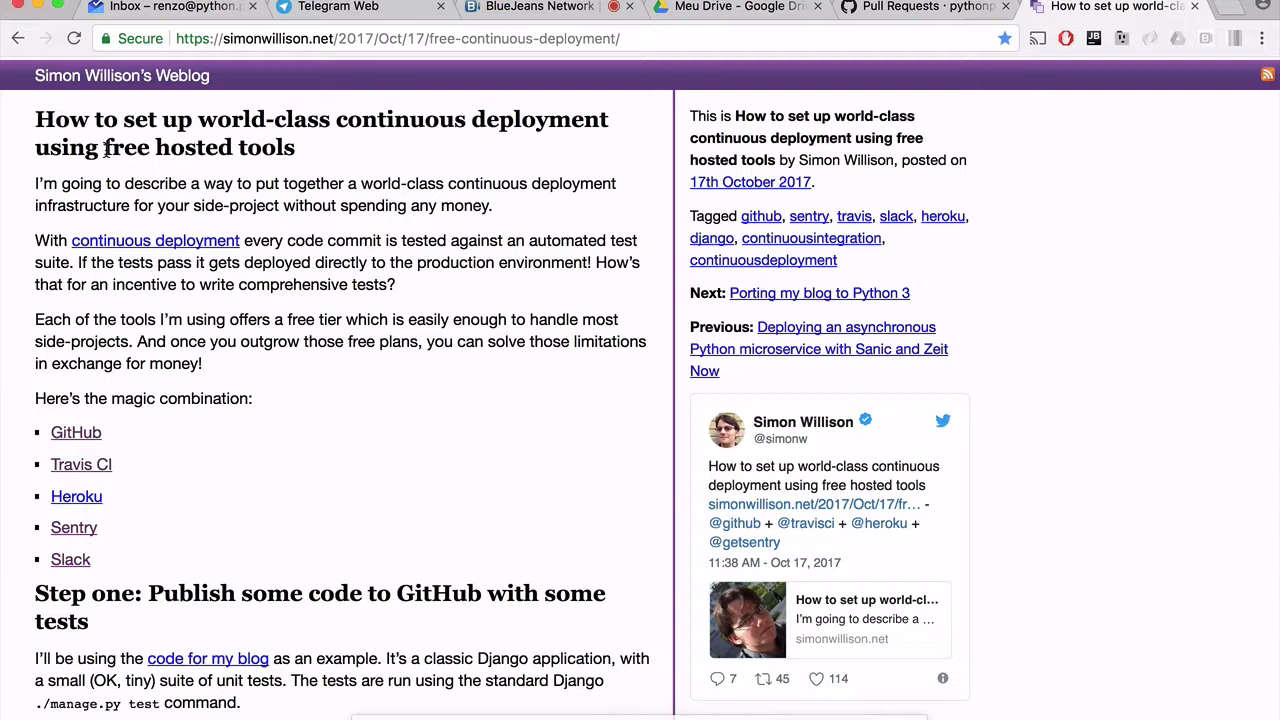 Inbox – renzo@python.p
Telegram Web
BlueJeans Network
Meu Drive - Google Dri
Pull Requests · pythonp
How to set up world-cla
Secure
https://simonwillison.net/2017/Oct/17/free-continuous-deployment/
Simon Willison’s Weblog
How to set up world-class continuous deployment
using free hosted tools
I’m going to describe a way to put together a world-class continuous deployment
infrastructure for your side-project without spending any money.
With continuous deployment every code commit is tested against an automated test
suite. If the tests pass it gets deployed directly to the production environment! How’s
that for an incentive to write comprehensive tests?
Each of the tools I’m using offers a free tier which is easily enough to handle most
side-projects. And once you outgrow those free plans, you can solve those limitations
in exchange for money!
Here’s the magic combination:
GitHub
Travis CI
Heroku
Sentry
Slack
Step one: Publish some code to GitHub with some
tests
I’ll be using the code for my blog as an example. It’s a classic Django application, with
a small (OK, tiny) suite of unit tests. The tests are run using the standard Django
./manage.py test command.
This is How to set up world-class
continuous deployment using free
hosted tools by Simon Willison, posted on
17th October 2017.
Tagged github, sentry, travis, slack, heroku,
django, continuousintegration,
continuousdeployment
Next: Porting my blog to Python 3
Previous: Deploying an asynchronous
Python microservice with Sanic and Zeit
Now
Simon Willison
@simonw
How to set up world-class continuous
deployment using free hosted tools
simonwillison.net/2017/Oct/17/fr… -
@github + @travisci + @heroku +
@getsentry
11:38 AM - Oct 17, 2017
How to set up world-cl...
I’m going to describe a ...
simonwillison.net
7
45
114